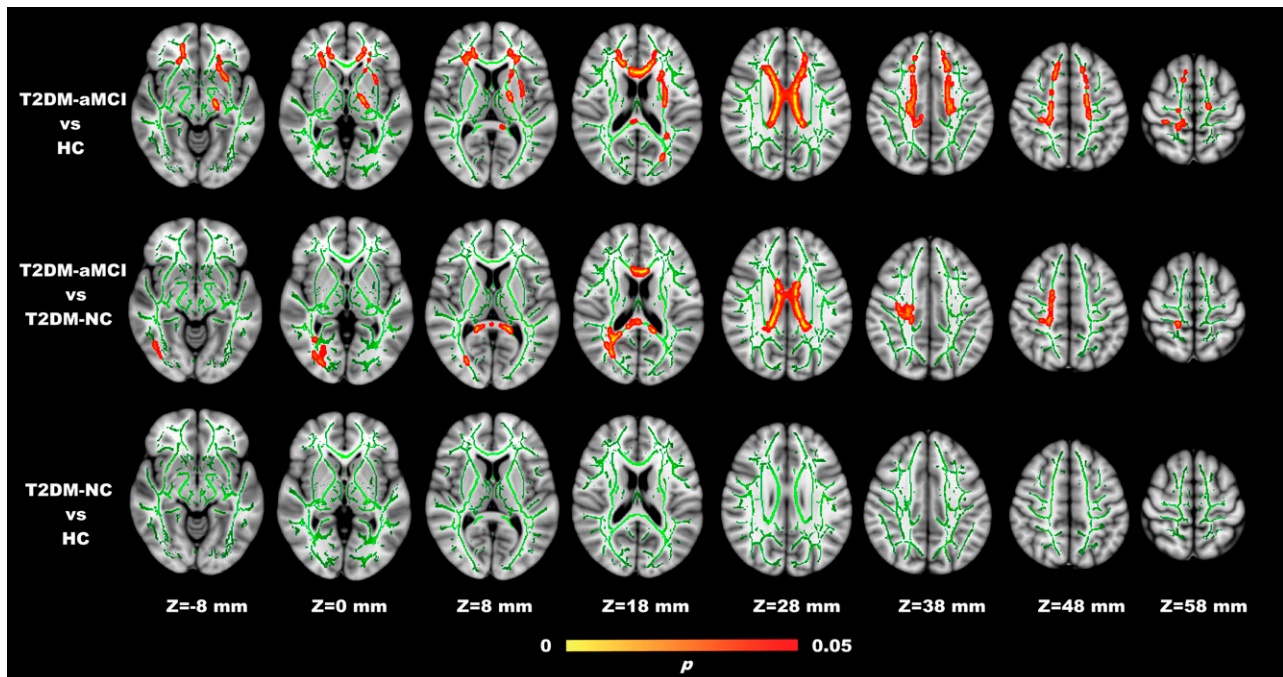 T2DM-aMCI
vs
HC
T2DM-aMCI
vs
T2DM-NC
T2DM-NC
vs
HC
Z=-8 mm Z=0 mm Z=8 mm Z=18 mm Z=28 mm Z=38 mm Z=48 mm Z=58 mm
0 0.05
p